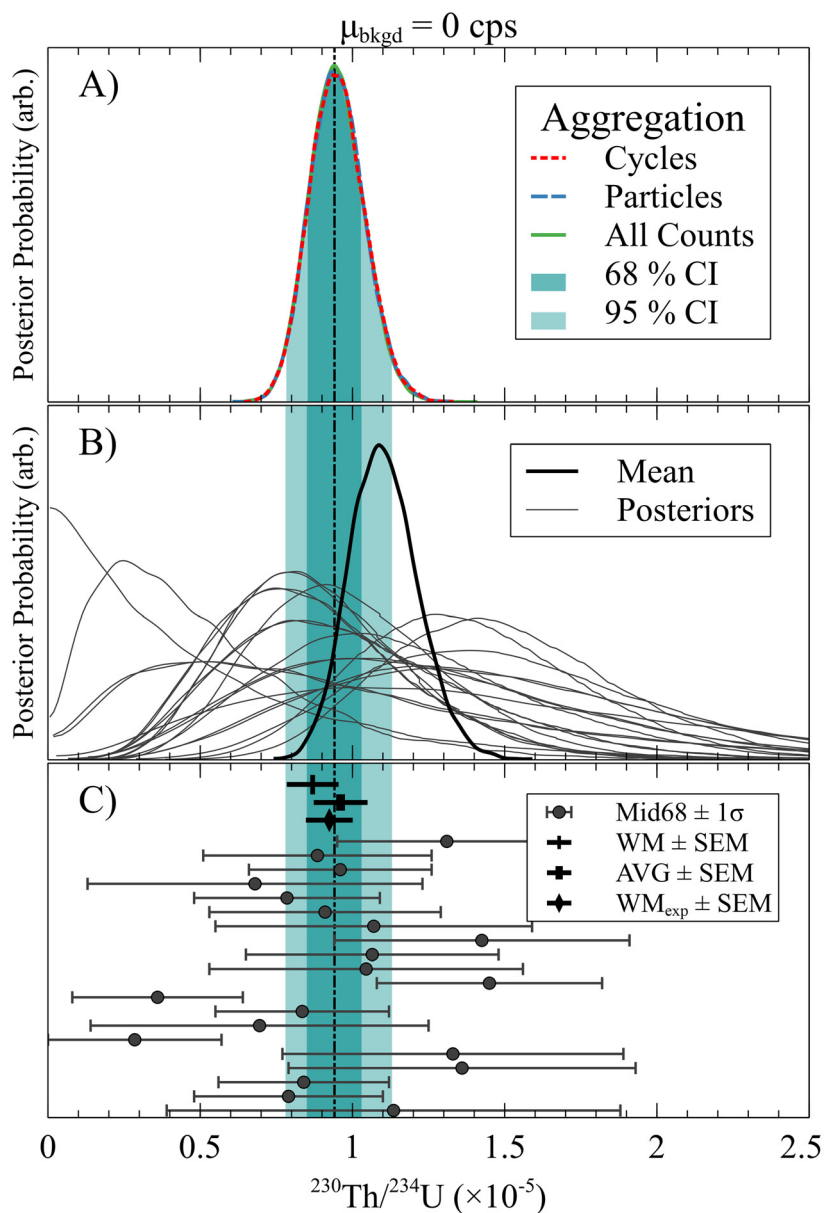 μbkgd = 0 cps
A)
Posterior Probability (arb.)
Aggregation
Cycles
Particles
All Counts
68 % CI
95 % CI
B)
Posterior Probability (arb.)
Mean
Posteriors
C)
Mid68 ± 1σ
WM ± SEM
AVG ± SEM
WMexp ± SEM
0 0.5 1 1.5 2 2.5
²³⁰Th/²³⁴U (×10⁻⁵)